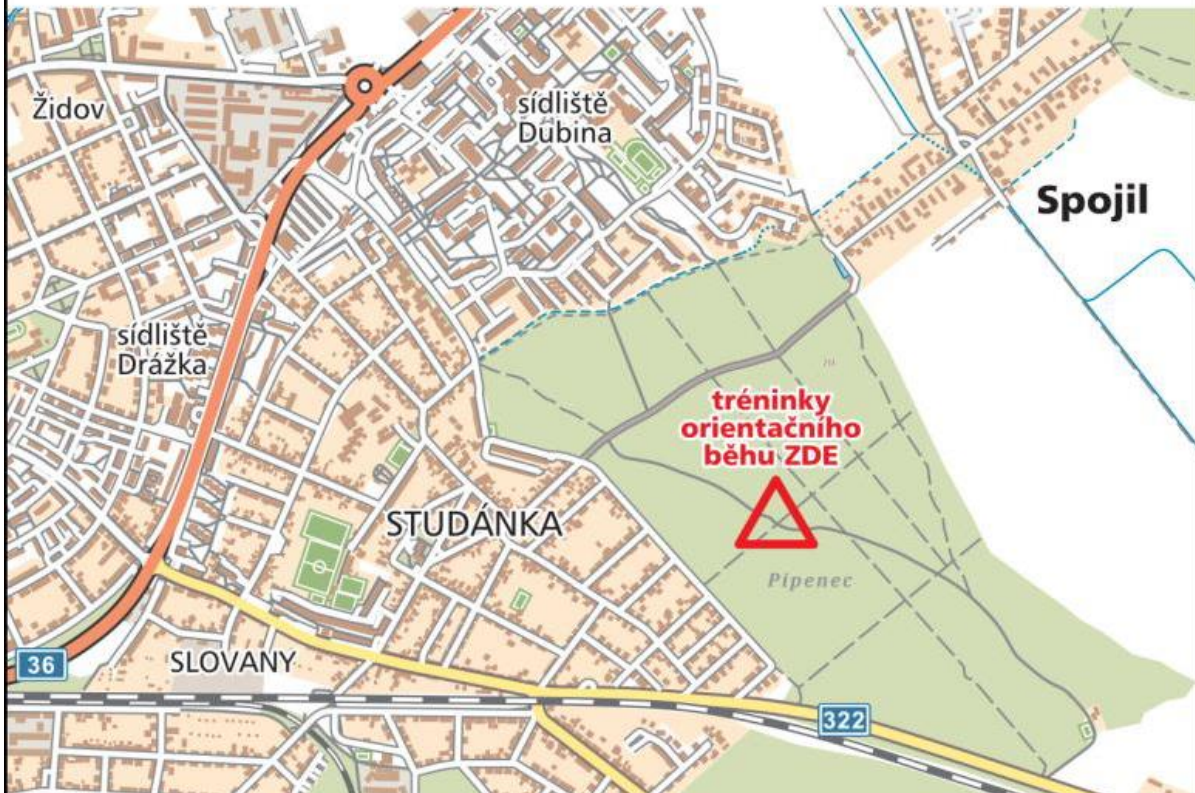 Židov
sídliště
Dubina
Spojil
sídliště
Drážka
tréninky
orientačního
běhu ZDE
STUDÁNKA
Pipenec
SLOVANY
36
322